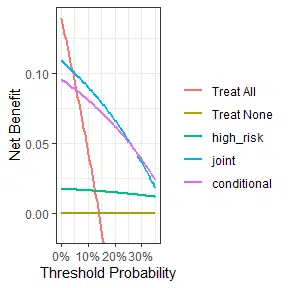 Net Benefit
0.10
0.05
0.00
0% 10% 20% 30%
Threshold Probability
Treat All
Treat None
high_risk
joint
conditional